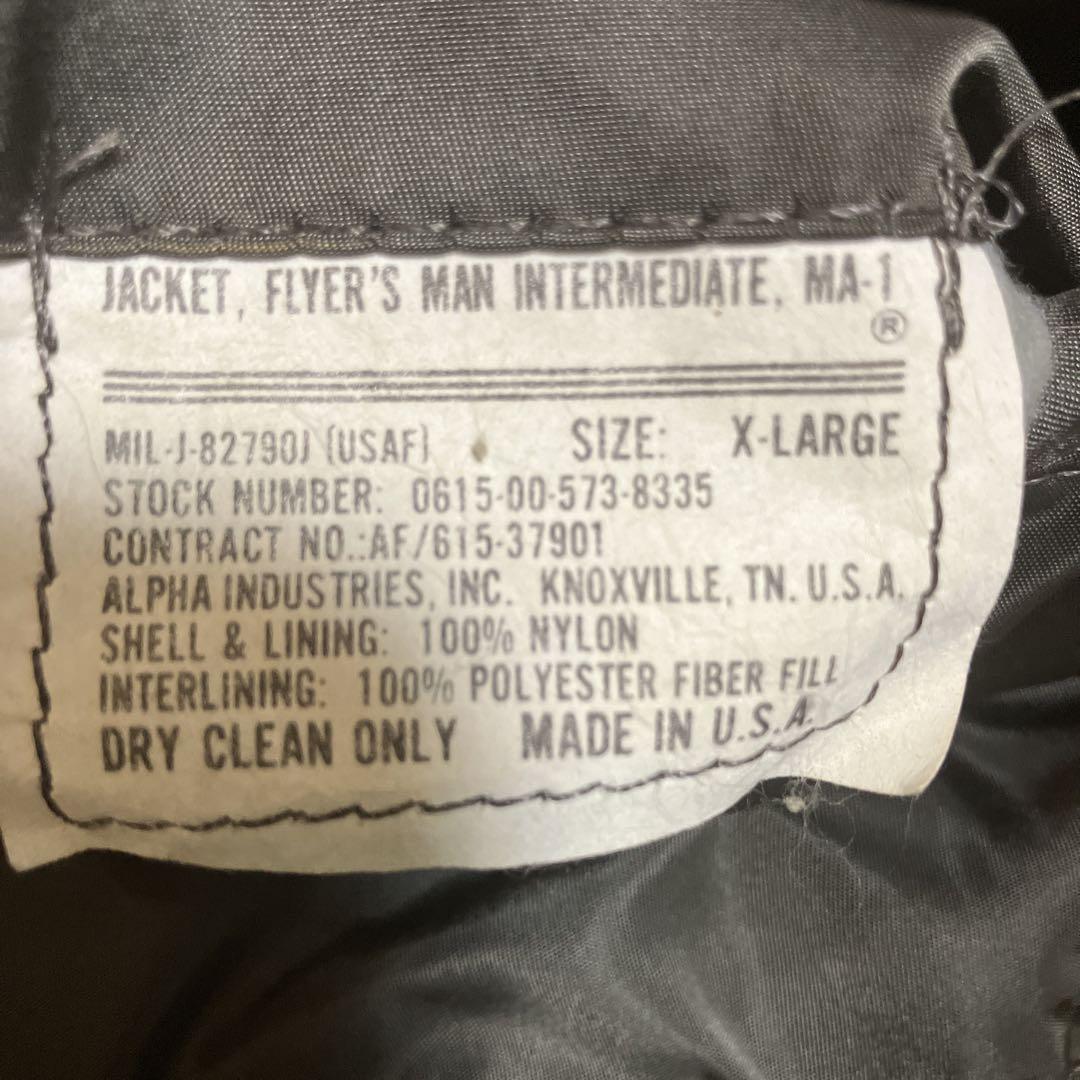 JACKET, FLYER'S MAN INTERMEDIATE, MA-1
®
MIL-J-82790J (USAF) SIZE: X-LARGE
STOCK NUMBER: 0615-00-573-8335
CONTRACT NO.:AF/615-37901
ALPHA INDUSTRIES, INC. KNOXVILLE, TN. U.S.A.
SHELL & LINING: 100% NYLON
INTERLINING: 100% POLYESTER FIBER FILL
DRY CLEAN ONLY MADE IN U.S.A.